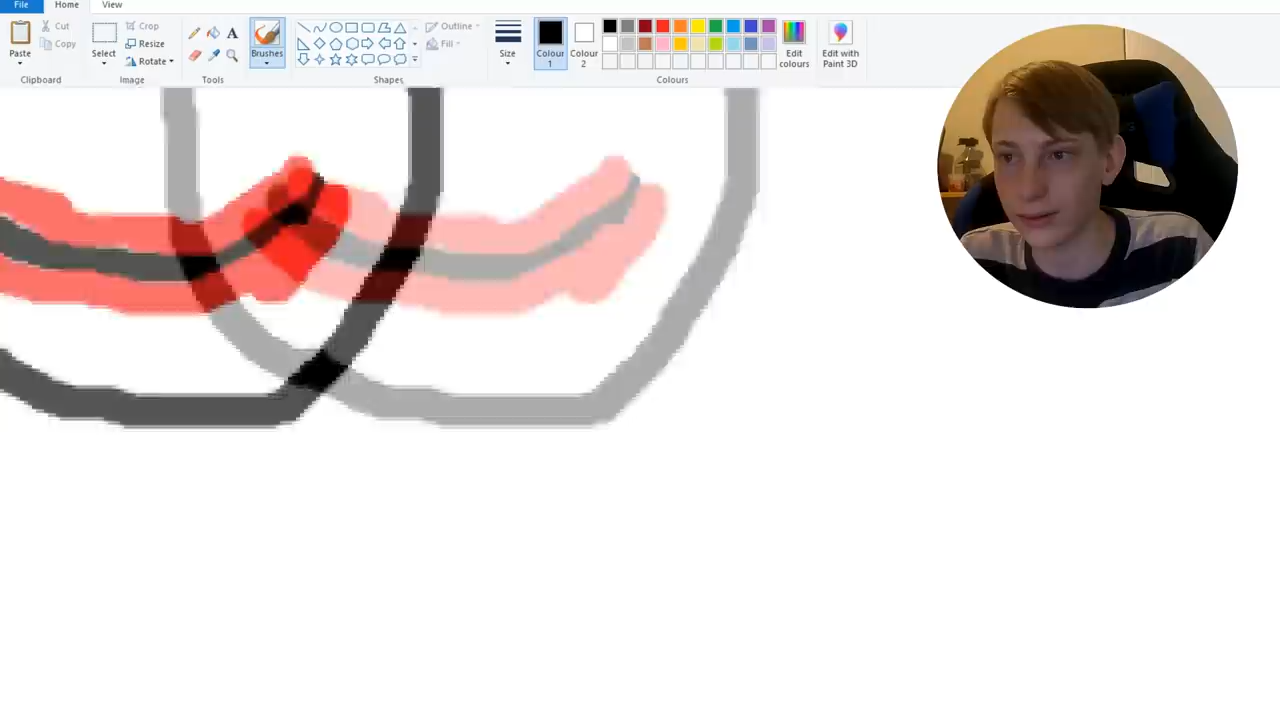 File Home View
Paste Cut Copy
Select Crop Resize Rotate
A
Brushes
Outline Fill
Size
Colour 1
Colour 2
Edit colours
Edit with Paint 3D
Clipboard Image Tools Shapes Colours